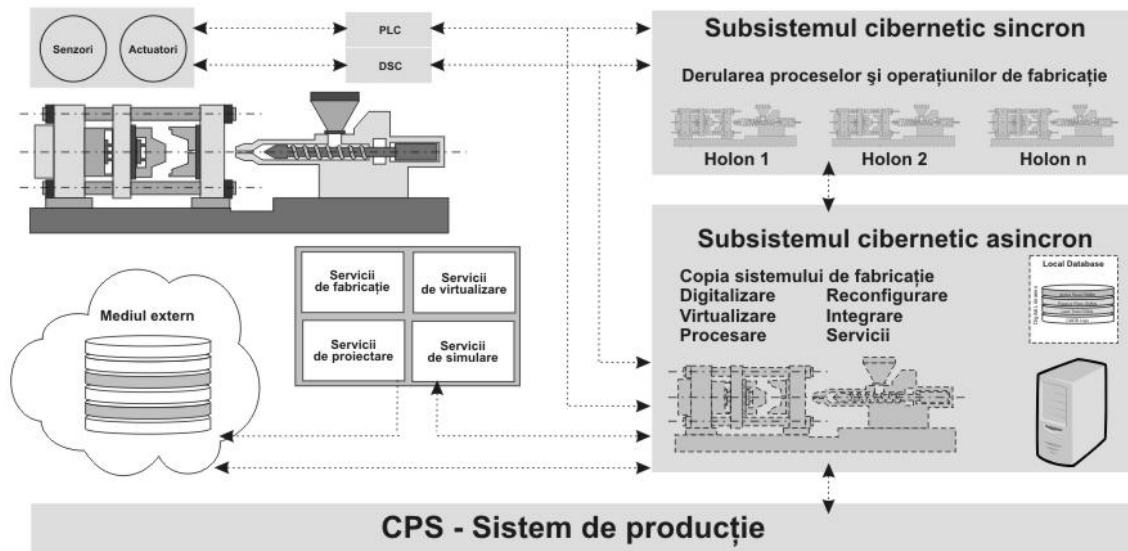 Senzori
Actuatori
PLC
DSC
Subsistemul cibernetic sincron
Derularea proceselor şi operaţiunilor de fabricaţie
Holon 1
Holon 2
Holon n
Mediul extern
Servicii
de fabricaţie
Servicii
de virtualizare
Servicii
de proiectare
Servicii
de simulare
Subsistemul cibernetic asincron
Copia sistemului de fabricaţie
Digitalizare
Reconfigurare
Virtualizare
Integrare
Procesare
Servicii
Local Database
CPS - Sistem de producţie